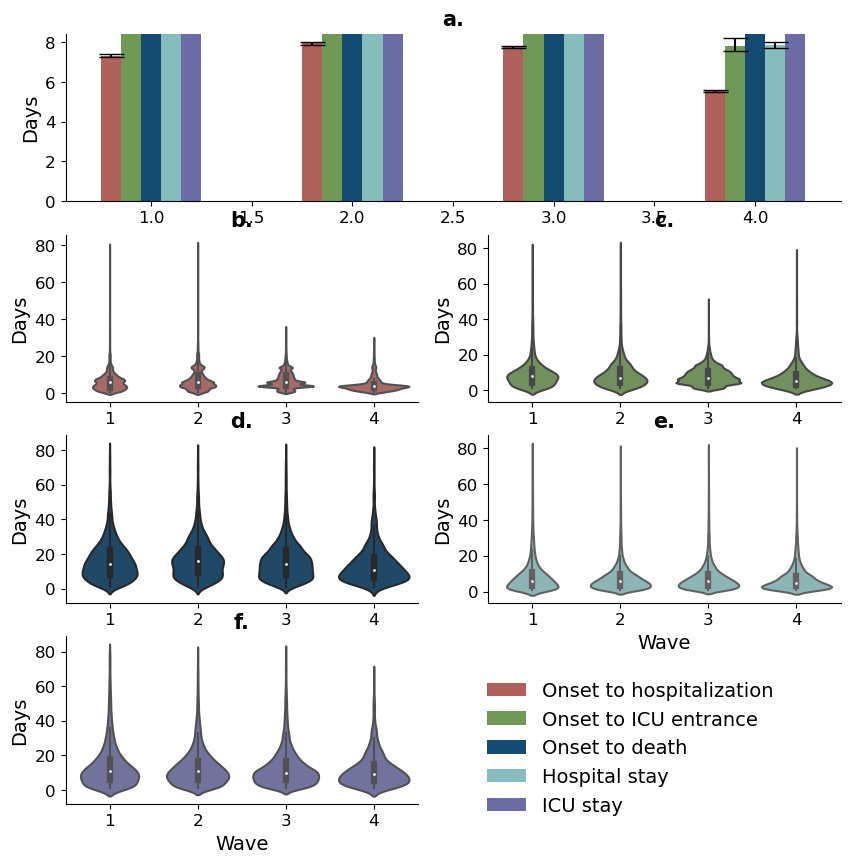 a.
Days
8
6
4
2
0
1.0 1.5 2.0 2.5 3.0 3.5 4.0
b.
Days
80
60
40
20
0
1 2 3 4
c.
Days
80
60
40
20
0
1 2 3 4
d.
Days
80
60
40
20
0
1 2 3 4
e.
Days
80
60
40
20
0
1 2 3 4
Wave
f.
Days
80
60
40
20
0
1 2 3 4
Wave
Onset to hospitalization
Onset to ICU entrance
Onset to death
Hospital stay
ICU stay